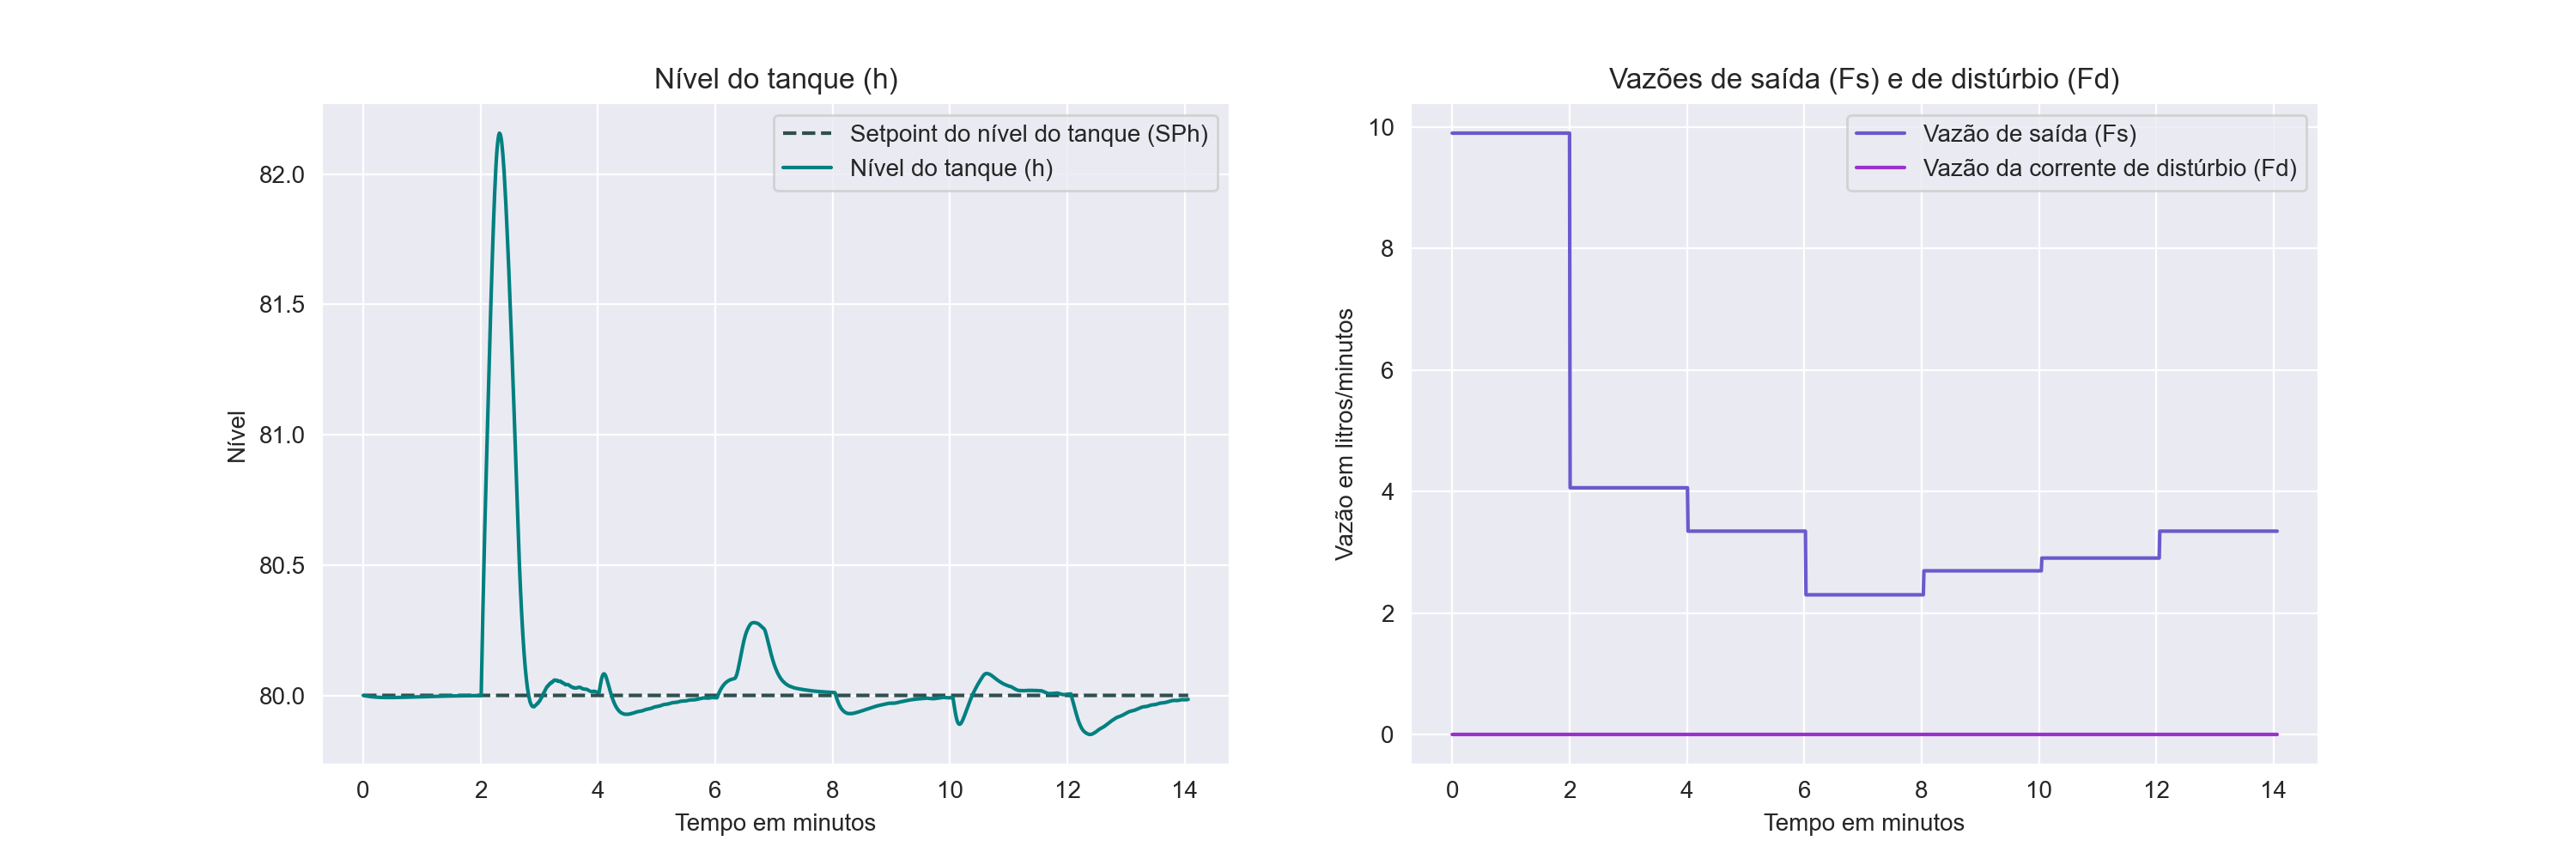 Nível do tanque (h)
Setpoint do nível do tanque (SPh)
Nível do tanque (h)
82.0
81.5
81.0
80.5
80.0
Nível
0 2 4 6 8 10 12 14
Tempo em minutos
Vazões de saída (Fs) e de distúrbio (Fd)
Vazão de saída (Fs)
Vazão da corrente de distúrbio (Fd)
10
8
6
4
2
0
Vazão em litros/minutos
0 2 4 6 8 10 12 14
Tempo em minutos